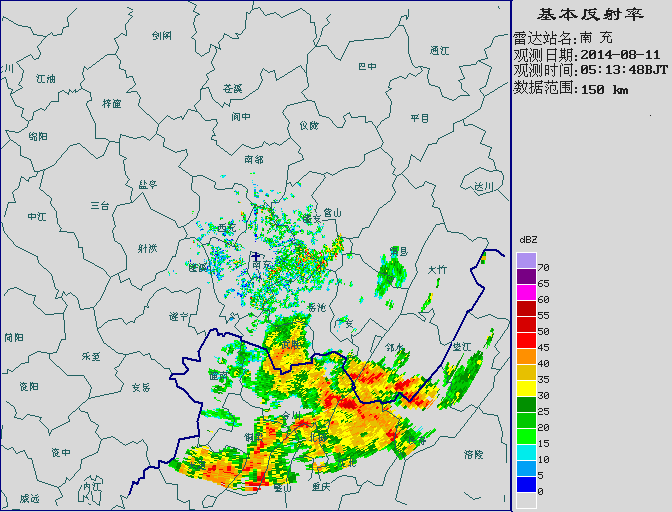 基本反射率
雷达站名:南 充
观测日期:2014-08-11
观测时间:05:13:48BJT
数据范围:150 km
dBZ
70
65
60
55
50
45
40
35
30
25
20
15
10
5
0
剑阁
通江
巴中
川
江油
苍溪
梓潼
阆中
仪陇
平昌
绵阳
南部
盐亭
达川
三台
中江
营山
蓬安
西充
射洪
南充
蓬溪
大竹
岳池
遂宁
广安
简阳
武胜
邻水
垫江
乐至
潼南
资阳
安岳
合川
铜梁
北碚
资中
涪陵
内江
璧山
重庆
威远